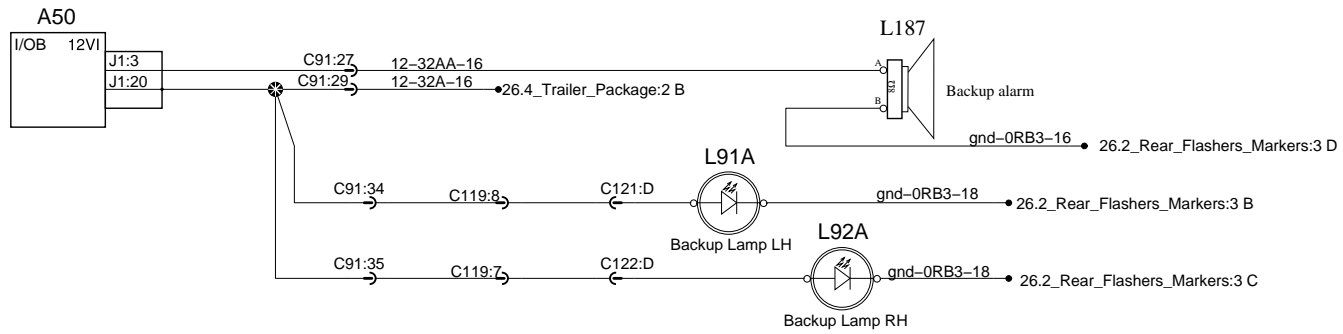 A50
L187
I/OB 12VI
J1:3
C91:27
12-32AA-16
A
8Ω
J1:20
C91:29
12-32A-16
26.4_Trailer_Package:2 B
Backup alarm
B
gnd-0RB3-16
26.2_Rear_Flashers_Markers:3 D
L91A
C91:34
C119:8
C121:D
gnd-0RB3-18
26.2_Rear_Flashers_Markers:3 B
Backup Lamp LH
L92A
C91:35
C119:7
C122:D
gnd-0RB3-18
26.2_Rear_Flashers_Markers:3 C
Backup Lamp RH